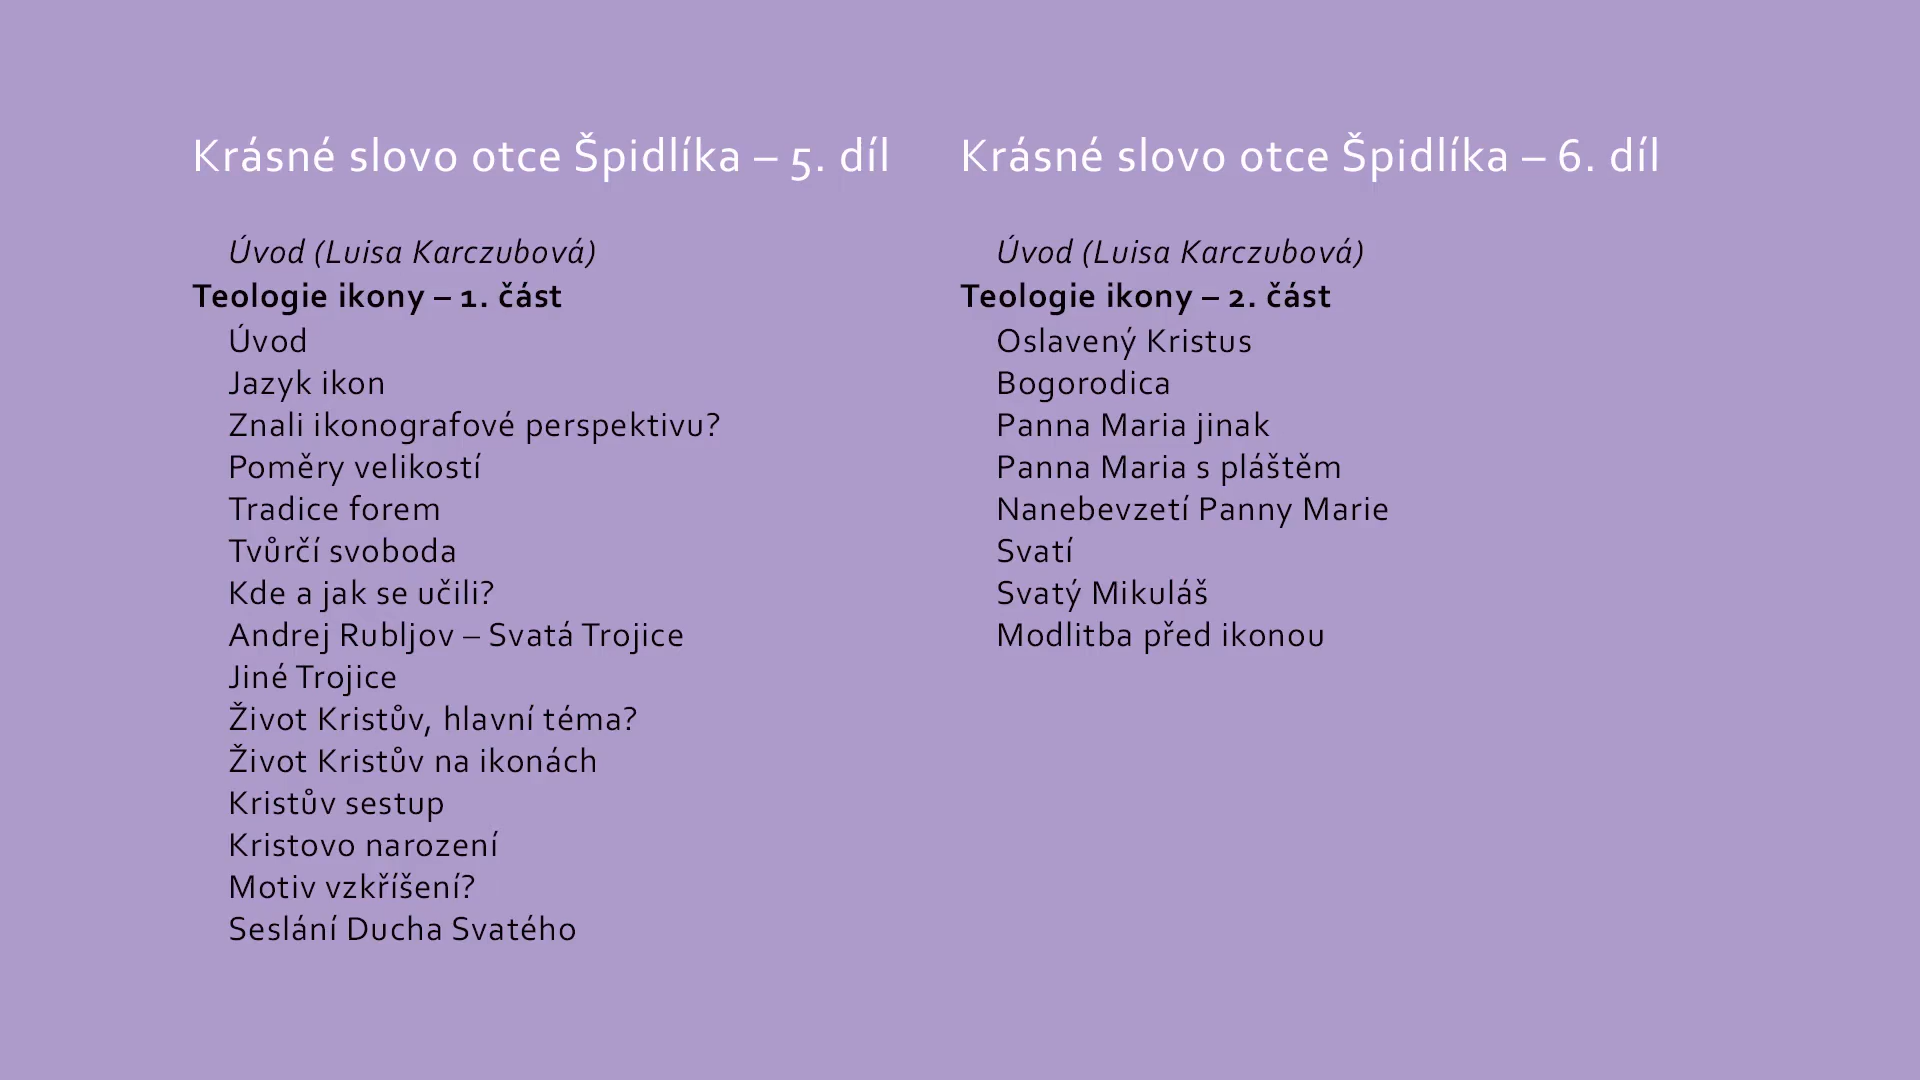 Krásné slovo otce Špidlíka – 5. díl
Úvod (Luisa Karczubová)
Teologie ikony – 1. část
Úvod
Jazyk ikon
Znali ikonografové perspektivu?
Poměry velikostí
Tradice forem
Tvůrčí svoboda
Kde a jak se učili?
Andrej Rubljov – Svatá Trojice
Jiné Trojice
Život Kristův, hlavní téma?
Život Kristův na ikonách
Kristův sestup
Kristovo narození
Motiv vzkříšení?
Seslání Ducha Svatého
Krásné slovo otce Špidlíka – 6. díl
Úvod (Luisa Karczubová)
Teologie ikony – 2. část
Oslavený Kristus
Bogorodica
Panna Maria jinak
Panna Maria s pláštěm
Nanebevzetí Panny Marie
Svatí
Svatý Mikuláš
Modlitba před ikonou